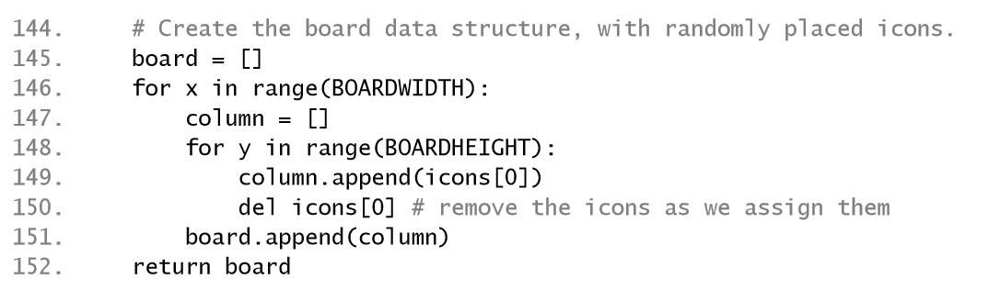 144.     # Create the board data structure, with randomly placed icons.
145.     board = []
146.     for x in range(BOARDWIDTH):
147.         column = []
148.         for y in range(BOARDHEIGHT):
149.             column.append(icons[0])
150.             del icons[0] # remove the icons as we assign them
151.         board.append(column)
152.     return board